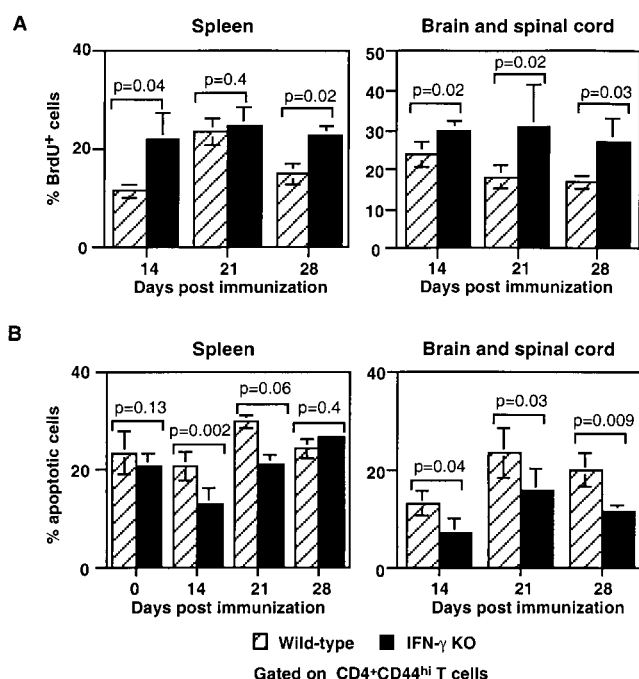 A
Spleen
Brain and spinal cord
% BrdU+ cells
40
20
0
p=0.04
p=0.4
p=0.02
14
21
28
Days post immunization
50
40
30
20
10
0
p=0.02
p=0.02
p=0.03
14
21
28
Days post immunization
B
Spleen
Brain and spinal cord
% apoptotic cells
40
20
0
p=0.13
p=0.002
p=0.06
p=0.4
0
14
21
28
Days post immunization
40
20
0
p=0.04
p=0.03
p=0.009
14
21
28
Days post immunization
Wild-type
IFN-γ KO
Gated on CD4+CD44hi T cells